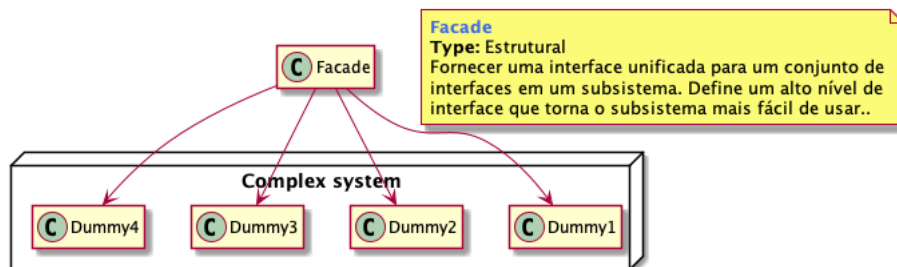 Facade
Type: Estrutural
Fornecer uma interface unificada para um conjunto de
interfaces em um subsistema. Define um alto nível de
interface que torna o subsistema mais fácil de usar..
C Facade
Complex system
C Dummy4
C Dummy3
C Dummy2
C Dummy1